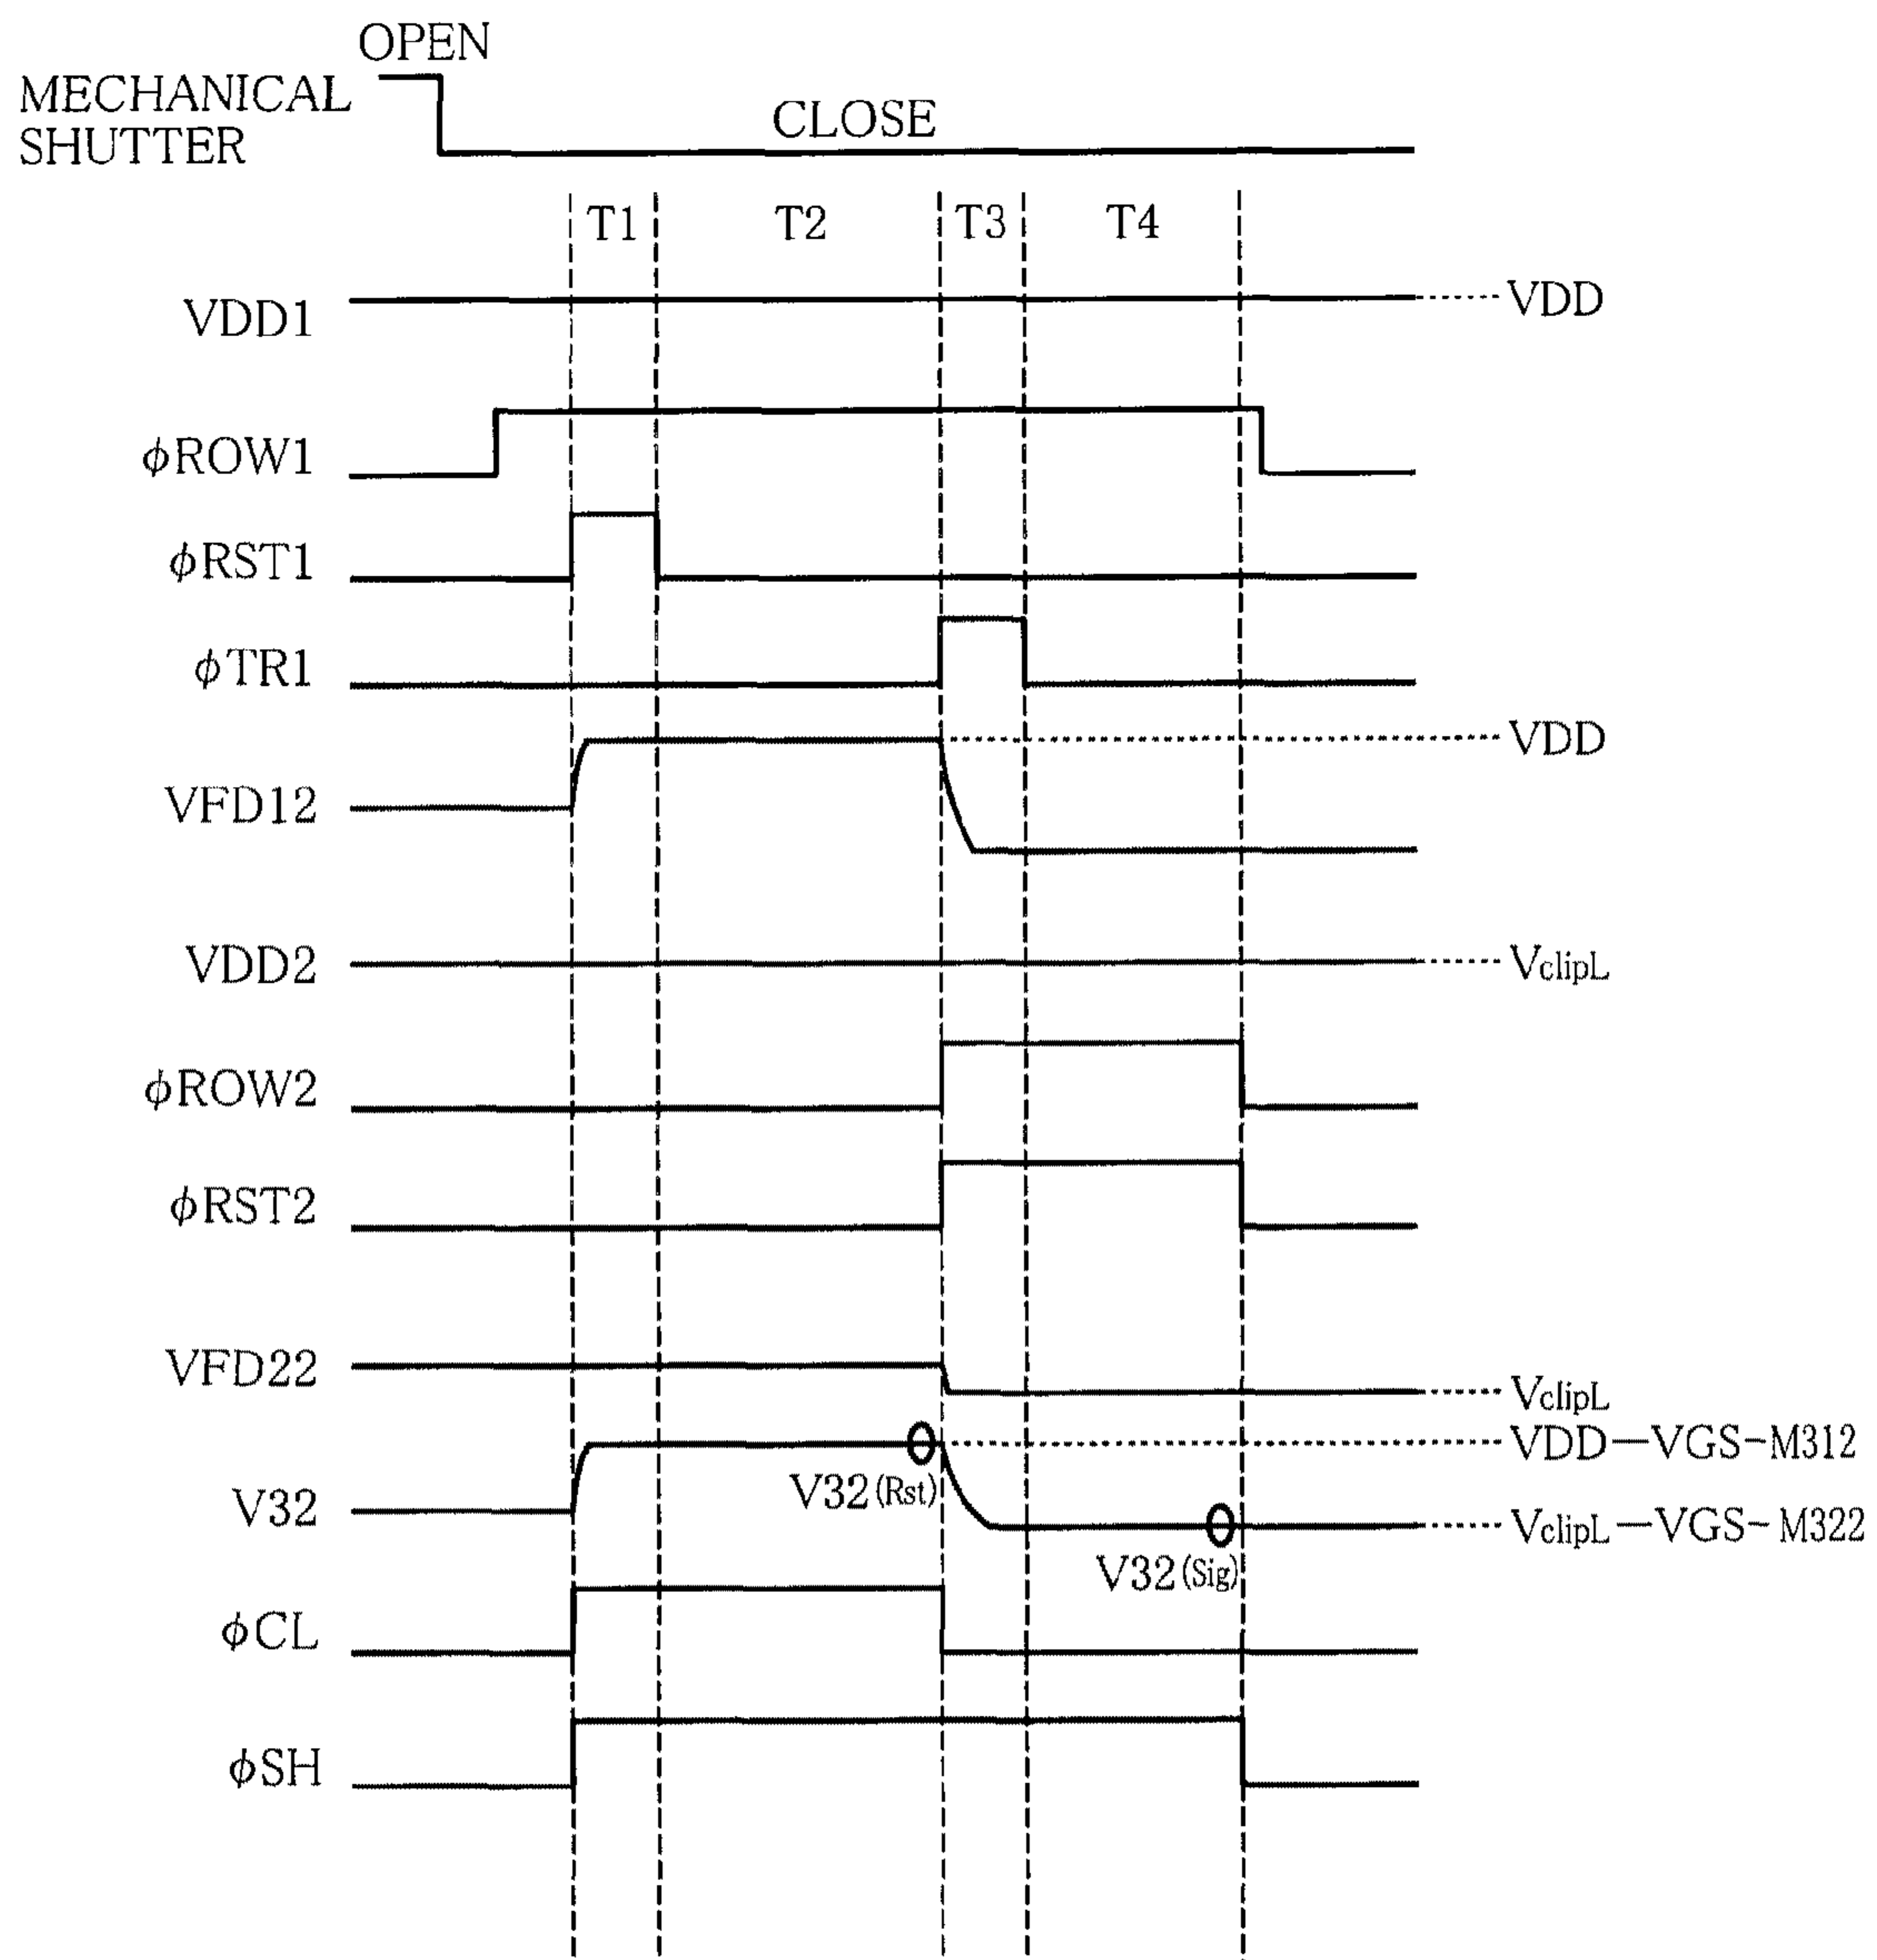 OPEN
MECHANICAL
SHUTTER
CLOSE
T1 T2 T3 T4
VDD1 VDD
φROW1
φRST1
φTR1
VDD
VFD12
VDD2 VclipL
φROW2
φRST2
VFD22
VclipL
VDD－VGS-M312
V32(Rst)
V32
VclipL－VGS-M322
V32(Sig)
φCL
φSH